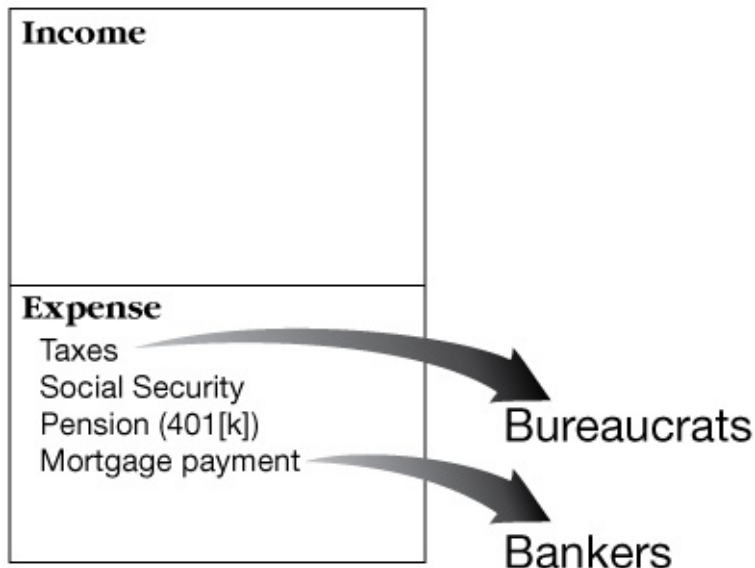 Income
Expense
Taxes
Social Security
Pension (401[k])
Mortgage payment
Bureaucrats
Bankers